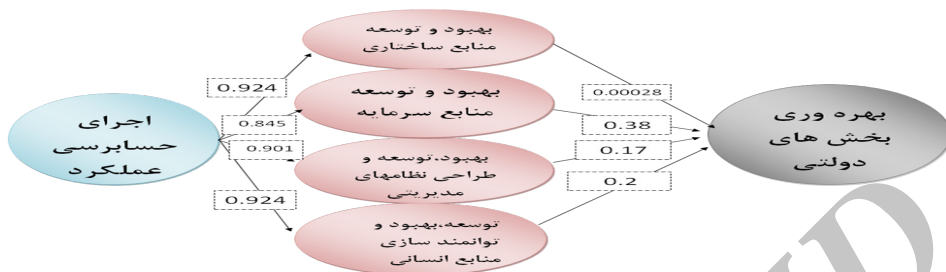 بهبود و توسعه
منابع ساختاری
0.924
0.00028
بهبود و توسعه
منابع سرمایه
0.845
0.38
اجرای
حسابرسی
عملکرد
بهره وری
بخش های
دولتی
0.901
0.17
بهبود،توسعه و
طراحی نظامهای
مدیریتی
0.924
0.2
توسعه،بهبود و
توانمند سازی
منابع انسانی